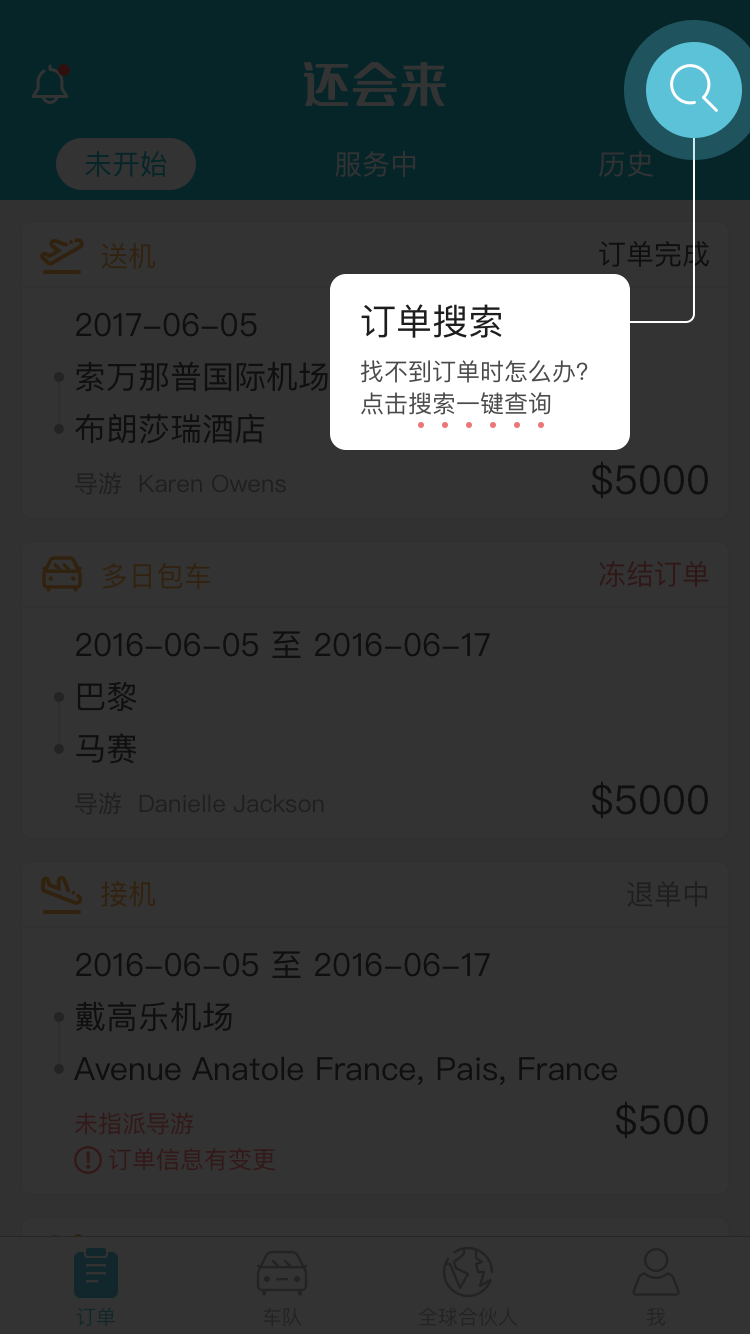 还会来
未开始
服务中
历史
送机
订单完成
2017-06-05
索万那普国际机场
布朗莎瑞酒店
导游 Karen Owens
$5000
订单搜索
找不到订单时怎么办?
点击搜索一键查询
多日包车
冻结订单
2016-06-05 至 2016-06-17
巴黎
马赛
导游 Danielle Jackson
$5000
接机
退单中
2016-06-05 至 2016-06-17
戴高乐机场
Avenue Anatole France, Pais, France
未指派导游
$500
订单信息有变更
订单
车队
全球合伙人
我